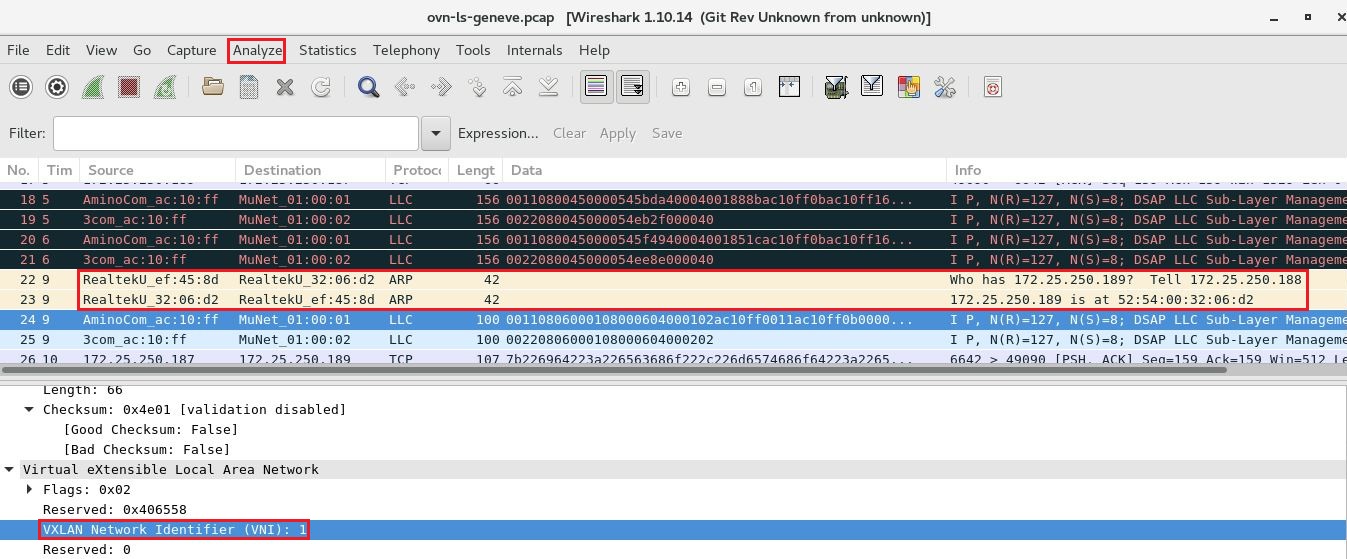 ovn-ls-geneve.pcap [Wireshark 1.10.14 (Git Rev Unknown from unknown)]
File Edit View Go Capture Analyze Statistics Telephony Tools Internals Help
Filter: Expression... Clear Apply Save
No. Tim Source Destination Protoc Lengt Data Info
18 5 AminoCom_ac:10:ff MuNet_01:00:01 LLC 156 00110800450000545bda40004001888bac10ff0bac10ff16... I P, N(R)=127, N(S)=8; DSAP LLC Sub-Layer Manageme
19 5 3com_ac:10:ff MuNet_01:00:02 LLC 156 0022080045000054eb2f000040 I P, N(R)=127, N(S)=8; DSAP LLC Sub-Layer Manageme
20 6 AminoCom_ac:10:ff MuNet_01:00:01 LLC 156 00110800450000545f4940004001851cac10ff0bac10ff16... I P, N(R)=127, N(S)=8; DSAP LLC Sub-Layer Manageme
21 6 3com_ac:10:ff MuNet_01:00:02 LLC 156 0022080045000054ee8e000040 I P, N(R)=127, N(S)=8; DSAP LLC Sub-Layer Manageme
22 9 RealtekU_ef:45:8d RealtekU_32:06:d2 ARP 42 Who has 172.25.250.189? Tell 172.25.250.188
23 9 RealtekU_32:06:d2 RealtekU_ef:45:8d ARP 42 172.25.250.189 is at 52:54:00:32:06:d2
24 9 AminoCom_ac:10:ff MuNet_01:00:01 LLC 100 00110806000108000604000102ac10ff0011ac10ff0b0000... I P, N(R)=127, N(S)=8; DSAP LLC Sub-Layer Manageme
25 9 3com_ac:10:ff MuNet_01:00:02 LLC 100 00220806000108000604000202 I P, N(R)=127, N(S)=8; DSAP LLC Sub-Layer Manageme
26 10 172.25.250.187 172.25.250.189 TCP 107 7b226964223a226563686f222c226d6574686f64223a2265... 6642 > 49090 [PSH, ACK] Seq=159 Ack=159 Win=512 Le
Length: 66
Checksum: 0x4e01 [validation disabled]
[Good Checksum: False]
[Bad Checksum: False]
Virtual eXtensible Local Area Network
Flags: 0x02
Reserved: 0x406558
VXLAN Network Identifier (VNI): 1
Reserved: 0